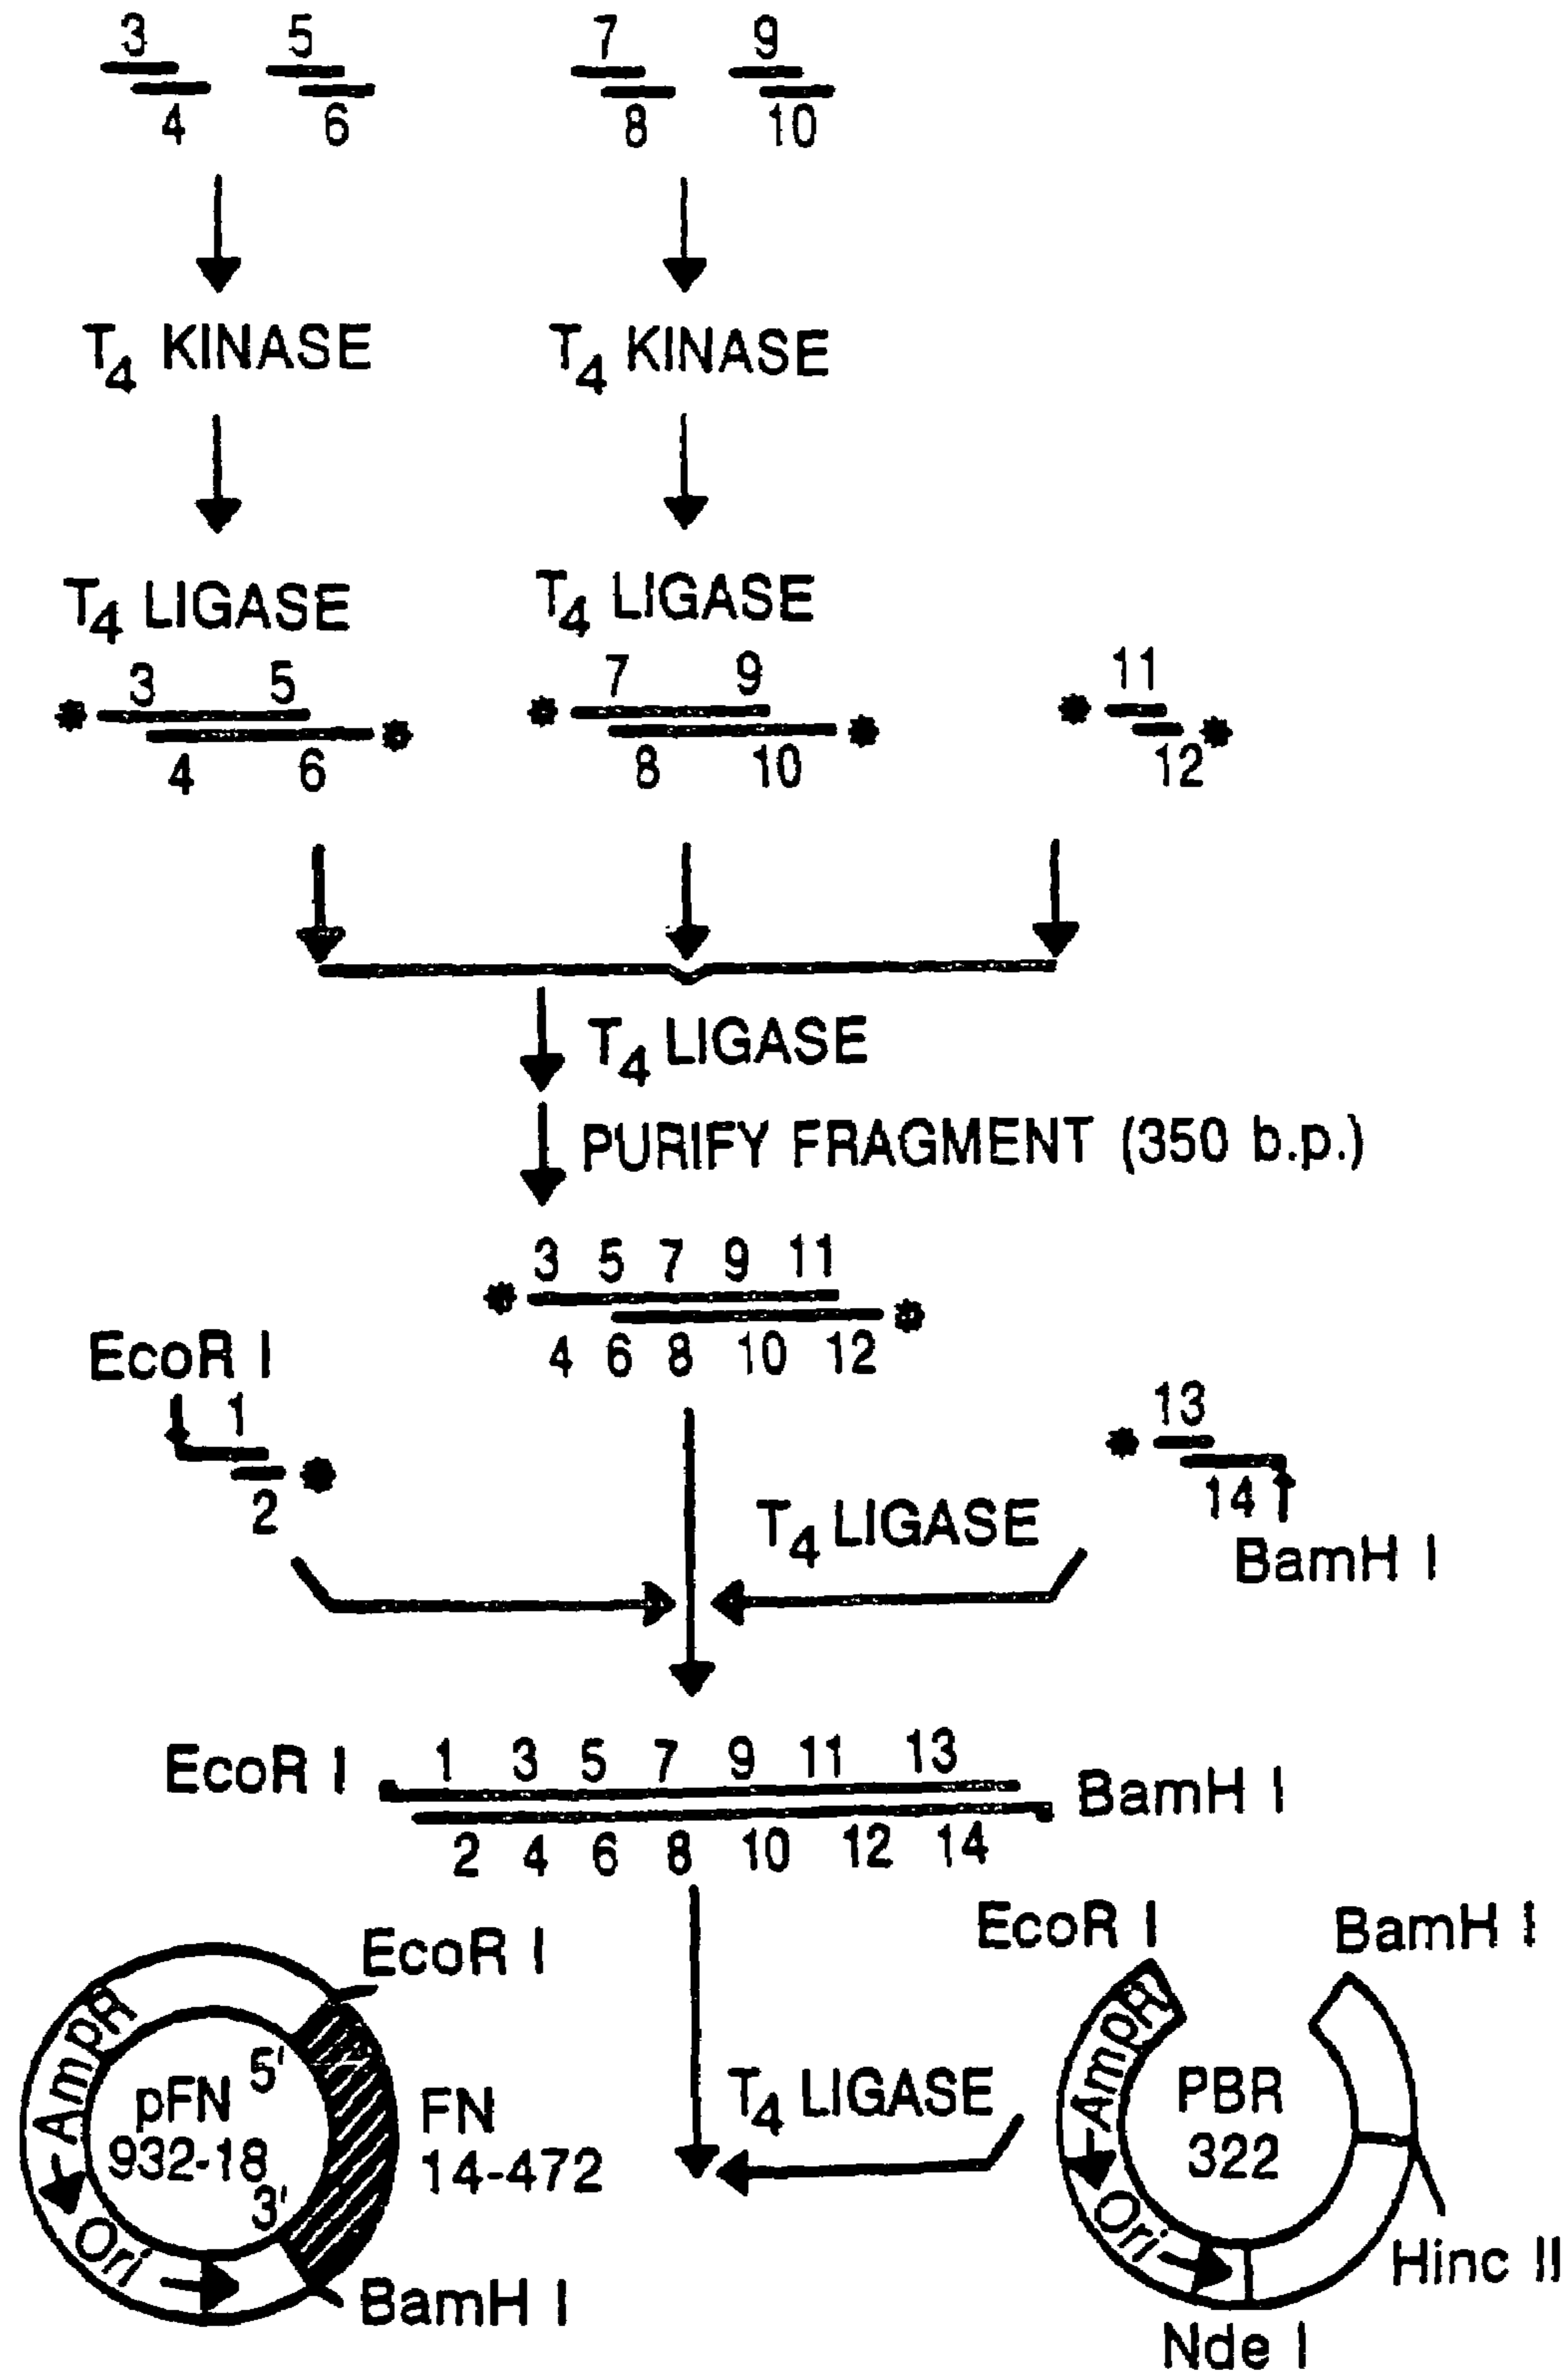 3 5 7 9
4 6 8 10
T4 KINASE T4 KINASE
T4 LIGASE T4 LIGASE
3 5 7 9 11
* * * * * *
4 6 8 10 12
T4 LIGASE
PURIFY FRAGMENT (350 b.p.)
3 5 7 9 11
* *
4 6 8 10 12
EcoR I
1 13
* *
2 14
T4 LIGASE
BamH I
1 3 5 7 9 11 13
EcoR I BamH I
2 4 6 8 10 12 14
EcoR I
AmpR
pFN
932-18
5'
3'
Ori
FN
14-472
BamH I
T4 LIGASE
EcoR I BamH I
AmpR
PBR
322
Ori
Hinc II
Nde I